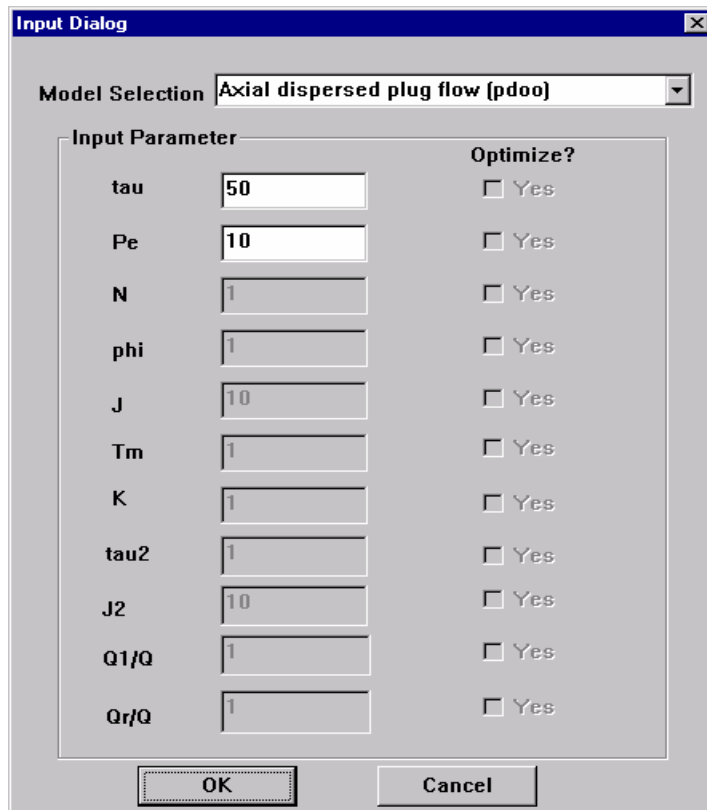 Input Dialog
Model Selection Axial dispersed plug flow (pdoo)
Input Parameter
Optimize?
tau 50 Yes
Pe 10 Yes
N 1 Yes
phi 1 Yes
J 10 Yes
Tm 1 Yes
K 1 Yes
tau2 1 Yes
J2 10 Yes
Q1/Q 1 Yes
Qr/Q 1 Yes
OK Cancel